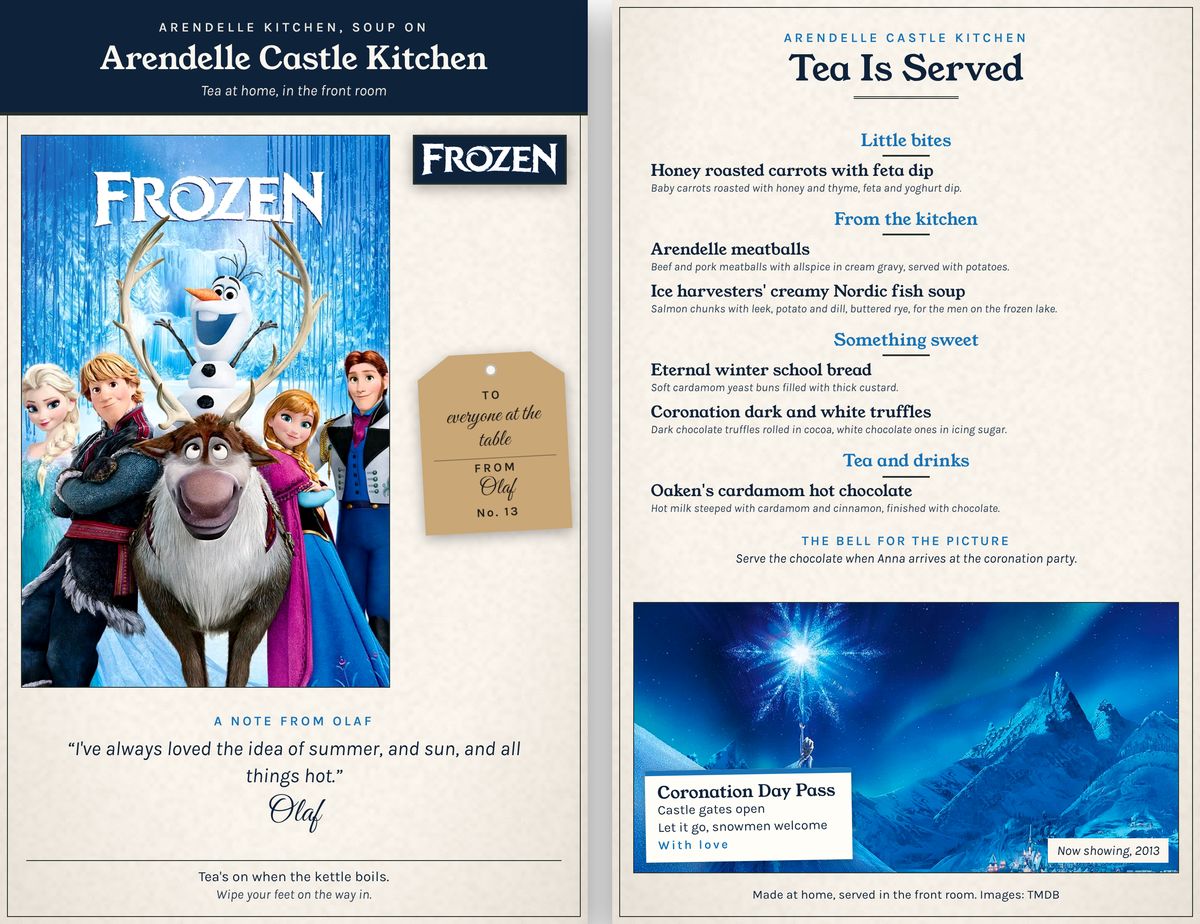 ARENDELLE KITCHEN, SOUP ON
Arendelle Castle Kitchen
Tea at home, in the front room
FROZEN
FROZEN
TO
everyone at the
table
FROM
Olaf
No. 13
A NOTE FROM OLAF
“I've always loved the idea of summer, and sun, and all
things hot.”
Olaf
Tea's on when the kettle boils.
Wipe your feet on the way in.
ARENDELLE CASTLE KITCHEN
Tea Is Served
Little bites
Honey roasted carrots with feta dip
Baby carrots roasted with honey and thyme, feta and yoghurt dip.
From the kitchen
Arendelle meatballs
Beef and pork meatballs with allspice in cream gravy, served with potatoes.
Ice harvesters' creamy Nordic fish soup
Salmon chunks with leek, potato and dill, buttered rye, for the men on the frozen lake.
Something sweet
Eternal winter school bread
Soft cardamom yeast buns filled with thick custard.
Coronation dark and white truffles
Dark chocolate truffles rolled in cocoa, white chocolate ones in icing sugar.
Tea and drinks
Oaken's cardamom hot chocolate
Hot milk steeped with cardamom and cinnamon, finished with chocolate.
THE BELL FOR THE PICTURE
Serve the chocolate when Anna arrives at the coronation party.
Coronation Day Pass
Castle gates open
Let it go, snowmen welcome
With love
Now showing, 2013
Made at home, served in the front room. Images: TMDB